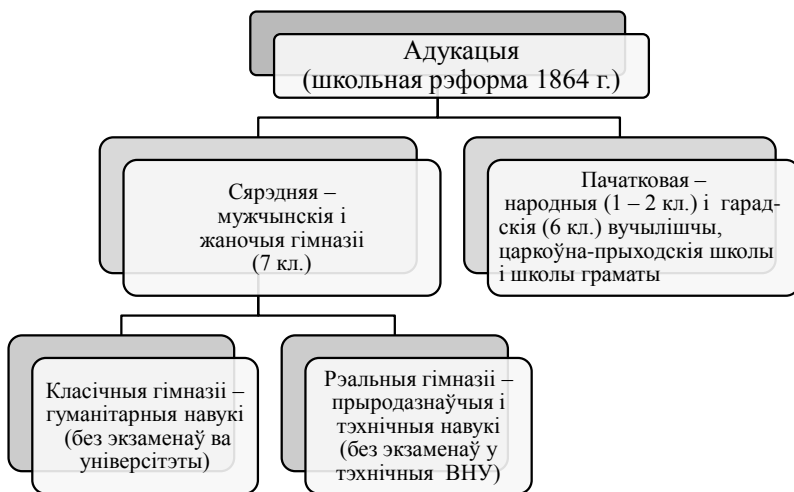 Адукацыя
(школьная рэформа 1864 г.)
Сярэдняя –
мужчынскія і
жаночыя гімназіі
(7 кл.)
Пачатковая –
народныя (1 – 2 кл.) і гарад-
скія (6 кл.) вучылішчы,
царкоўна-прыходскія школы
і школы граматы
Класічныя гімназіі –
гуманітарныя навукі
(без экзаменаў ва
універсітэты)
Рэальныя гімназіі –
прыродазнаўчыя і
тэхнічныя навукі
(без экзаменаў у
тэхнічныя ВНУ)